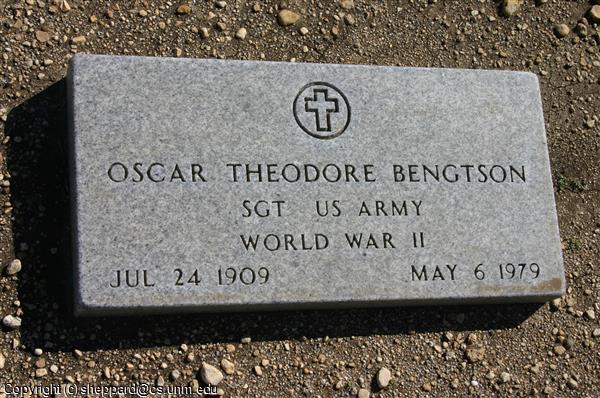 OSCAR THEODORE BENGTSON
SGT US ARMY
WORLD WAR II
JUL 24 1909 MAY 6 1979
Copyright (c) sheppard@cs.unm.edu